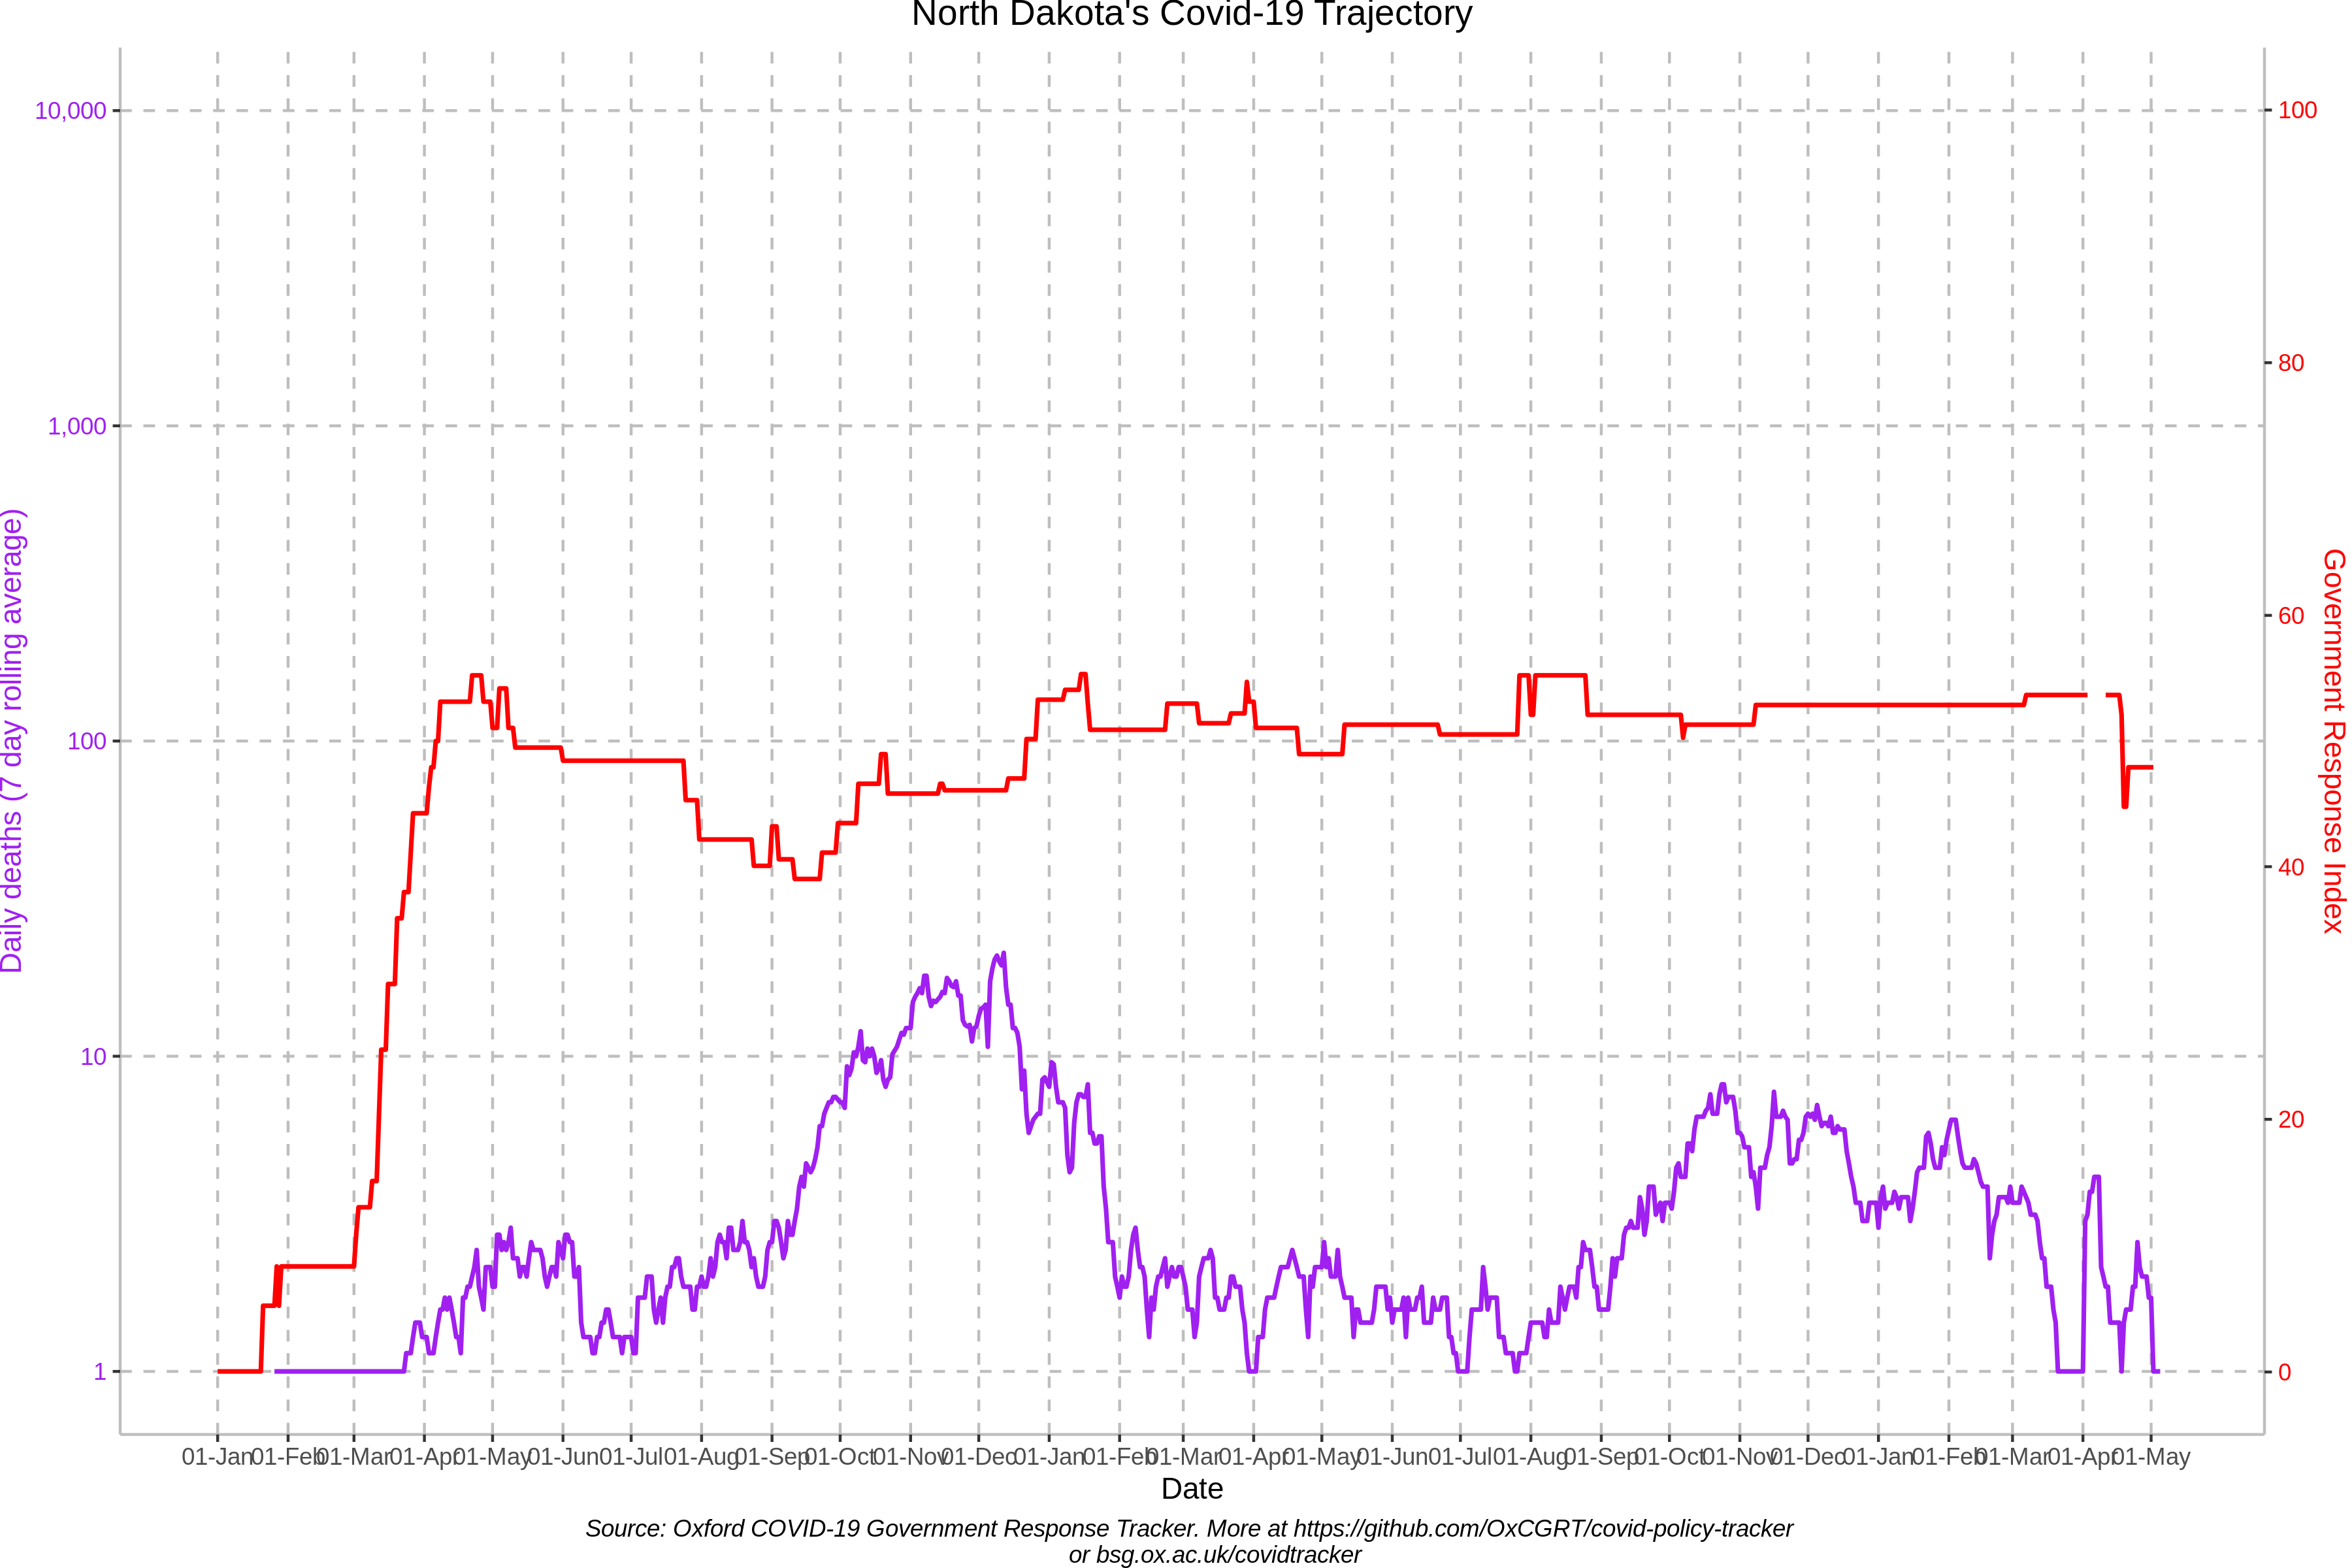 North Dakota's Covid-19 Trajectory
10,000
1,000
100
10
1
Daily deaths (7 day rolling average)
100
80
60
40
20
0
Government Response Index
01-Jan 01-Feb 01-Mar 01-Apr 01-May 01-Jun 01-Jul 01-Aug 01-Sep 01-Oct 01-Nov 01-Dec 01-Jan 01-Feb 01-Mar 01-Apr 01-May 01-Jun 01-Jul 01-Aug 01-Sep 01-Oct 01-Nov 01-Dec 01-Jan 01-Feb 01-Mar 01-Apr 01-May
Date
Source: Oxford COVID-19 Government Response Tracker. More at https://github.com/OxCGRT/covid-policy-tracker
or bsg.ox.ac.uk/covidtracker